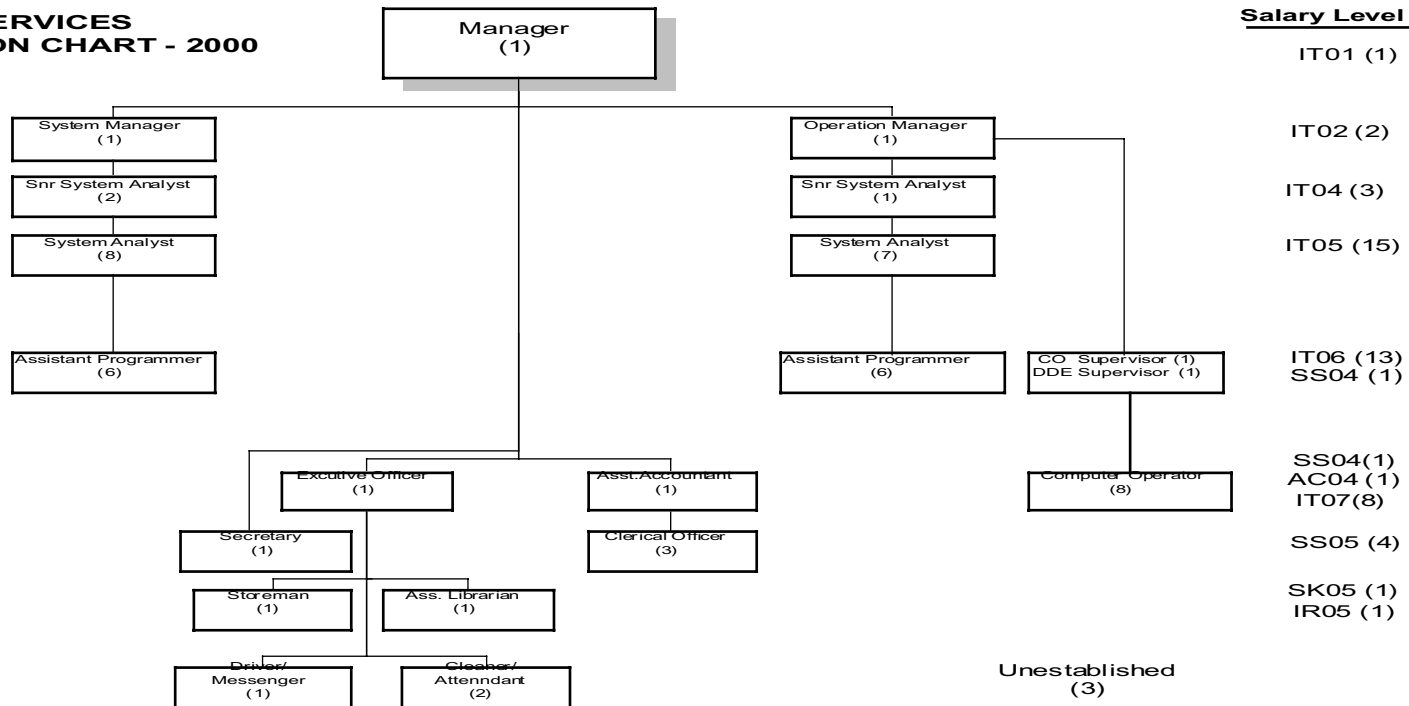 ERVICES
ON CHART - 2000
Manager
(1)
Salary Level
IT01 (1)
System Manager
(1)
Operation Manager
(1)
IT02 (2)
Snr System Analyst
(2)
Snr System Analyst
(1)
IT04 (3)
System Analyst
(8)
System Analyst
(7)
IT05 (15)
Assistant Programmer
(6)
Assistant Programmer
(6)
CO Supervisor (1)
DDE Supervisor (1)
IT06 (13)
SS04 (1)
Excutive Officer
(1)
Asst.Accountant
(1)
Computer Operator
(8)
SS04(1)
AC04 (1)
IT07(8)
Secretary
(1)
Clerical Officer
(3)
SS05 (4)
Storeman
(1)
Ass. Librarian
(1)
SK05 (1)
IR05 (1)
Driver/
Messenger
(1)
Cleaner/
Attenndant
(2)
Unestablished
(3)